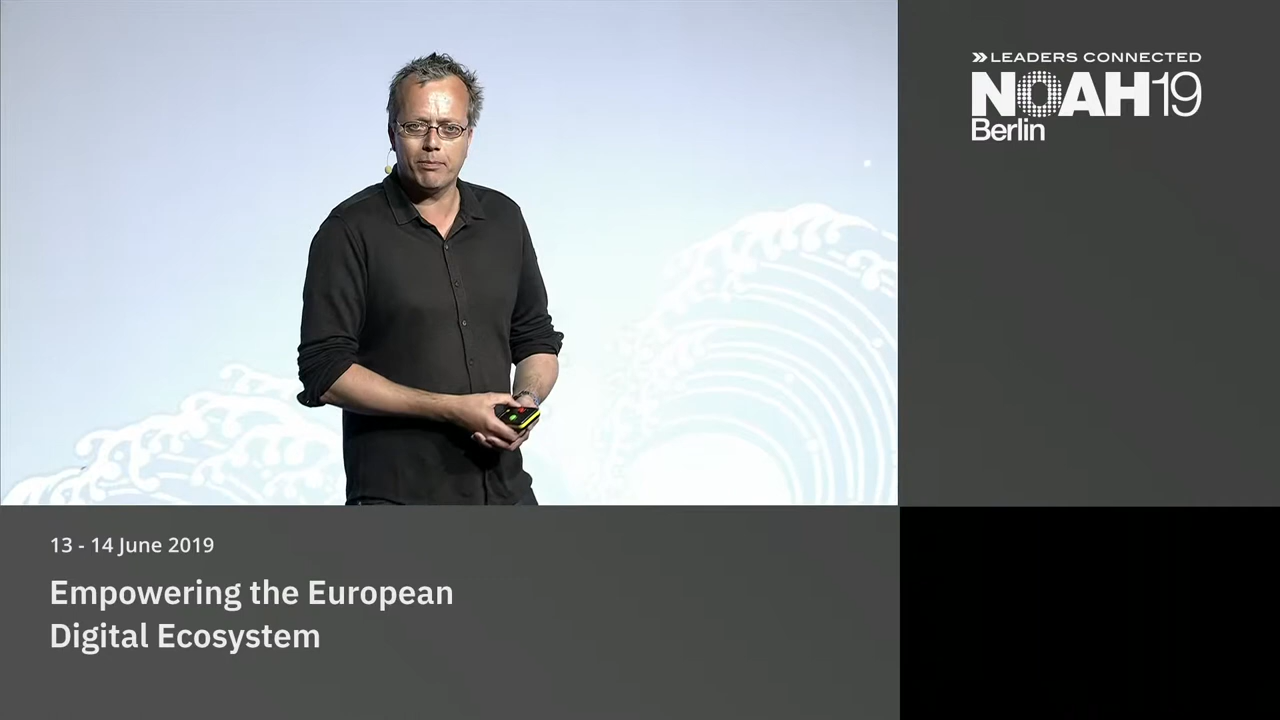 LEADERS CONNECTED
NOAH19
Berlin
13 - 14 June 2019
Empowering the European
Digital Ecosystem